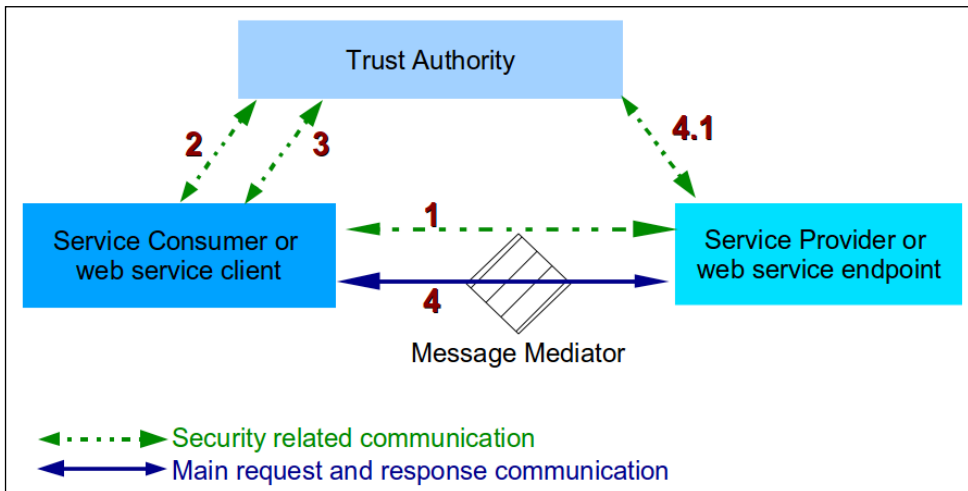 Trust Authority
2
3
4.1
Service Consumer or
web service client
1
Service Provider or
web service endpoint
4
Message Mediator
Security related communication
Main request and response communication